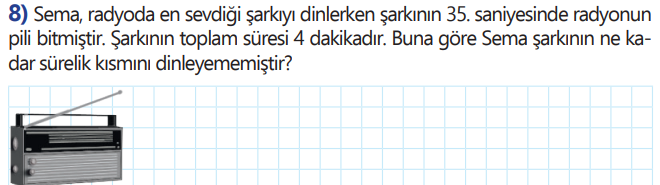 8) Sema, radyoda en sevdiği şarkıyı dinlerken şarkının 35. saniyesinde radyonun
pili bitmiştir. Şarkının toplam süresi 4 dakikadır. Buna göre Sema şarkının ne ka-
dar sürelik kısmını dinleyememiştir?